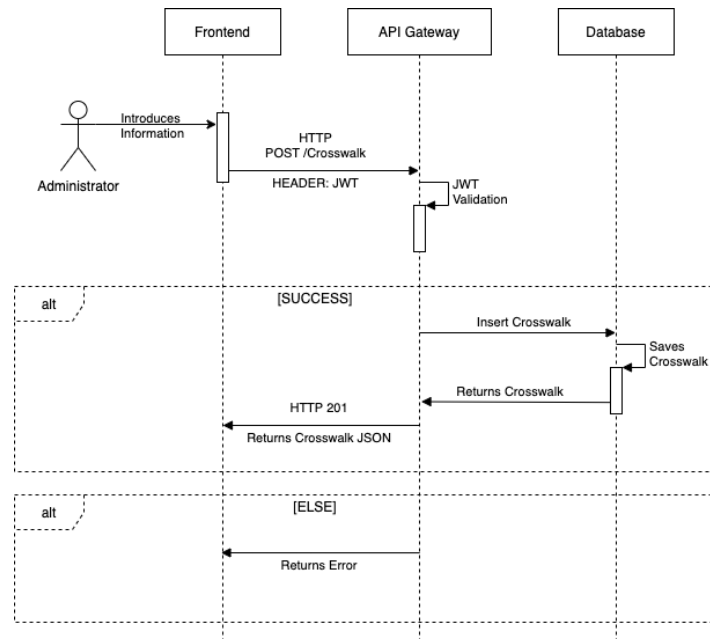 Frontend
API Gateway
Database
Introduces
Information
Administrator
HTTP
POST /Crosswalk
HEADER: JWT
JWT
Validation
alt
[SUCCESS]
Insert Crosswalk
Saves
Crosswalk
Returns Crosswalk
HTTP 201
Returns Crosswalk JSON
alt
[ELSE]
Returns Error